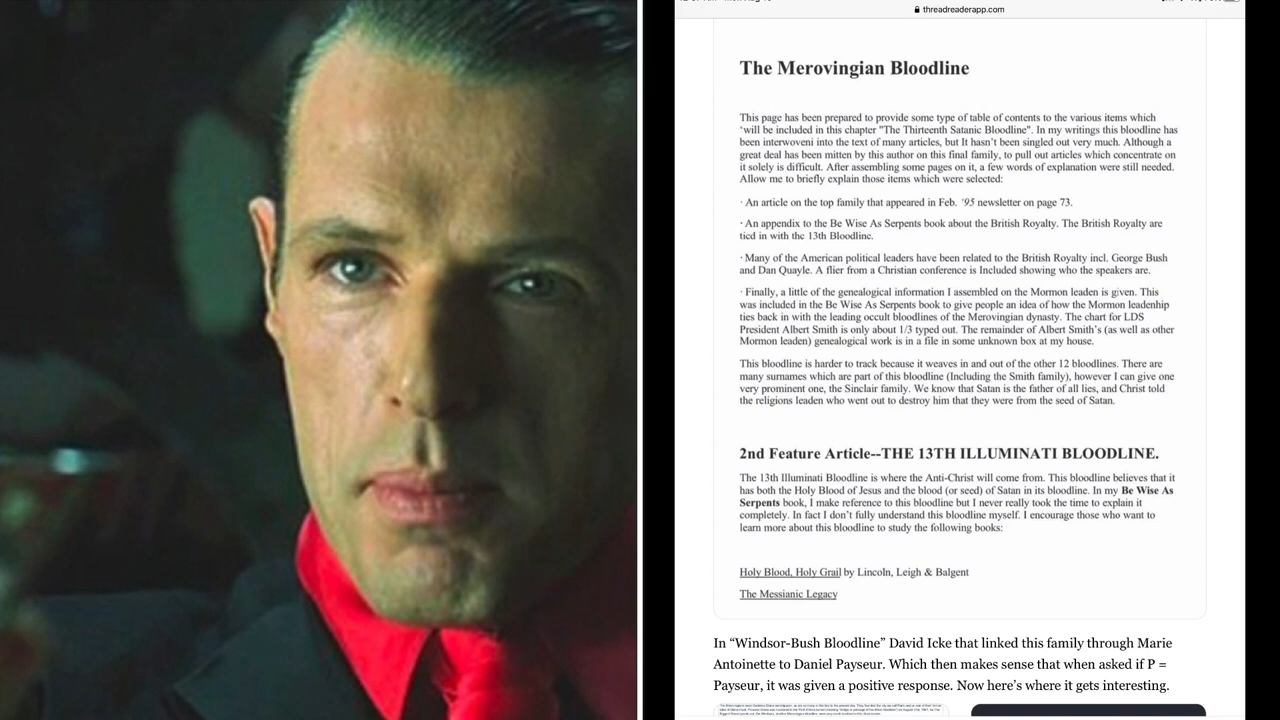 threadreaderapp.com
The Merovingian Bloodline
This page has been prepared to provide some type of table of contents to the various items which
‘will be included in this chapter "The Thirteenth Satanic Bloodline". In my writings this bloodline has
been interwoveni into the text of many articles, but It hasn’t been singled out very much. Although a
great deal has been mitten by this author on this final family, to pull out articles which concentrate on
it solely is difficult. After assembling some pages on it, a few words of explanation were still needed.
Allow me to briefly explain those items which were selected:
· An article on the top family that appeared in Feb. ‘95 newsletter on page 73.
· An appendix to the Be Wise As Serpents book about the British Royalty. The British Royalty are
ticd in with thc 13th Bloodlinc.
· Many of the American political leaders have been related to the British Royalty incl. George Bush
and Dan Quayle. A flier from a Christian conference is Included showing who the speakers are.
· Finally, a little of the genealogical information I assembled on the Mormon leaden is given. This
was included in the Be Wise As Serpents book to give people an idea of how the Mormon leadenhip
ties back in with the leading occult bloodlines of the Merovingian dynasty. The chart for LDS
President Albert Smith is only about 1/3 typed out. The remainder of Albert Smith’s (as well as other
Mormon leaden) genealogical work is in a file in some unknown box at my house.
This bloodline is harder to track because it weaves in and out of the other 12 bloodlines. There are
many surnames which are part of this bloodline (Including the Smith family), however I can give one
very prominent one, the Sinclair family. We know that Satan is the father of all lies, and Christ told
the religions leaden who went out to destroy him that they were from the seed of Satan.
2nd Feature Article--THE 13TH ILLUMINATI BLOODLINE.
The 13th Illuminati Bloodline is where the Anti-Christ will come from. This bloodline believes that it
has both the Holy Blood of Jesus and the blood (or seed) of Satan in its bloodline. In my Be Wise As
Serpents book, I make reference to this bloodline but I never really took the time to explain it
completely. In fact I don’t fully understand this bloodline myself. I encourage those who want to
learn more about this bloodline to study the following books:
Holy Blood, Holy Grail by Lincoln, Leigh & Balgent
The Messianic Legacy
In “Windsor-Bush Bloodline” David Icke that linked this family through Marie
Antoinette to Daniel Payseur. Which then makes sense that when asked if P =
Payseur, it was given a positive response. Now here’s where it gets interesting.